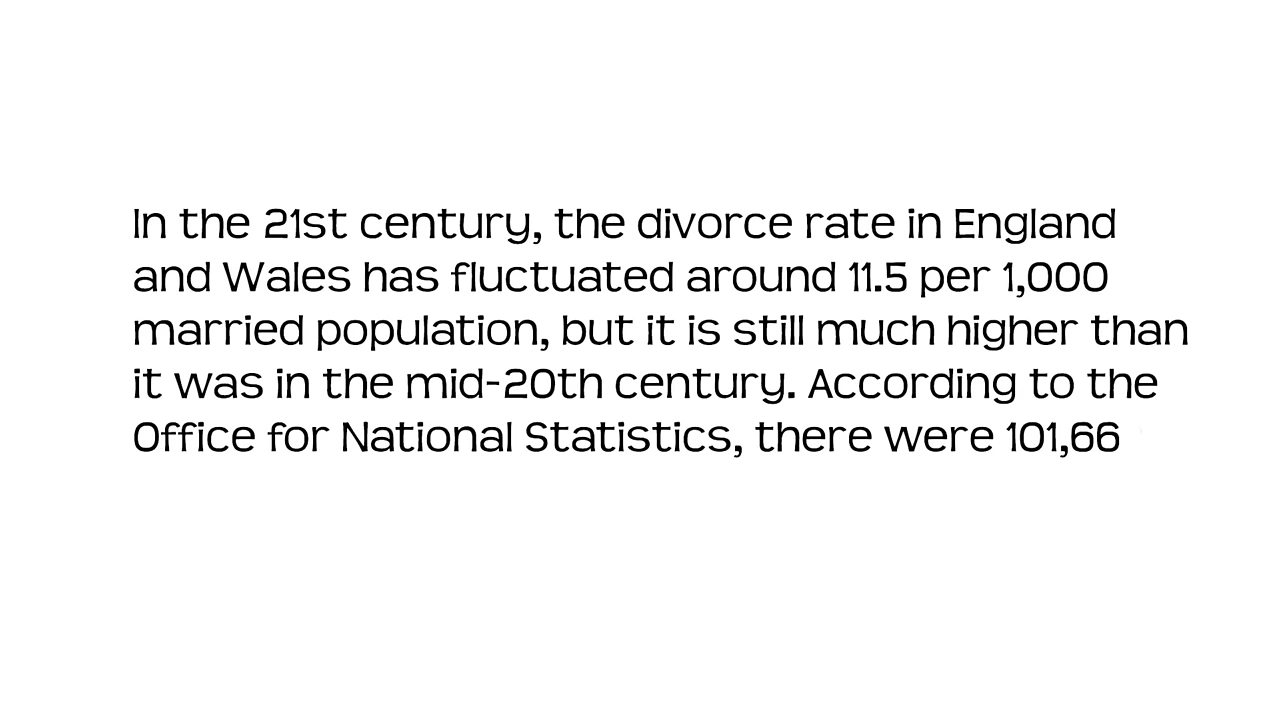 In the 21st century, the divorce rate in England
and Wales has fluctuated around 11.5 per 1,000
married population, but it is still much higher than
it was in the mid-20th century. According to the
Office for National Statistics, there were 101,66